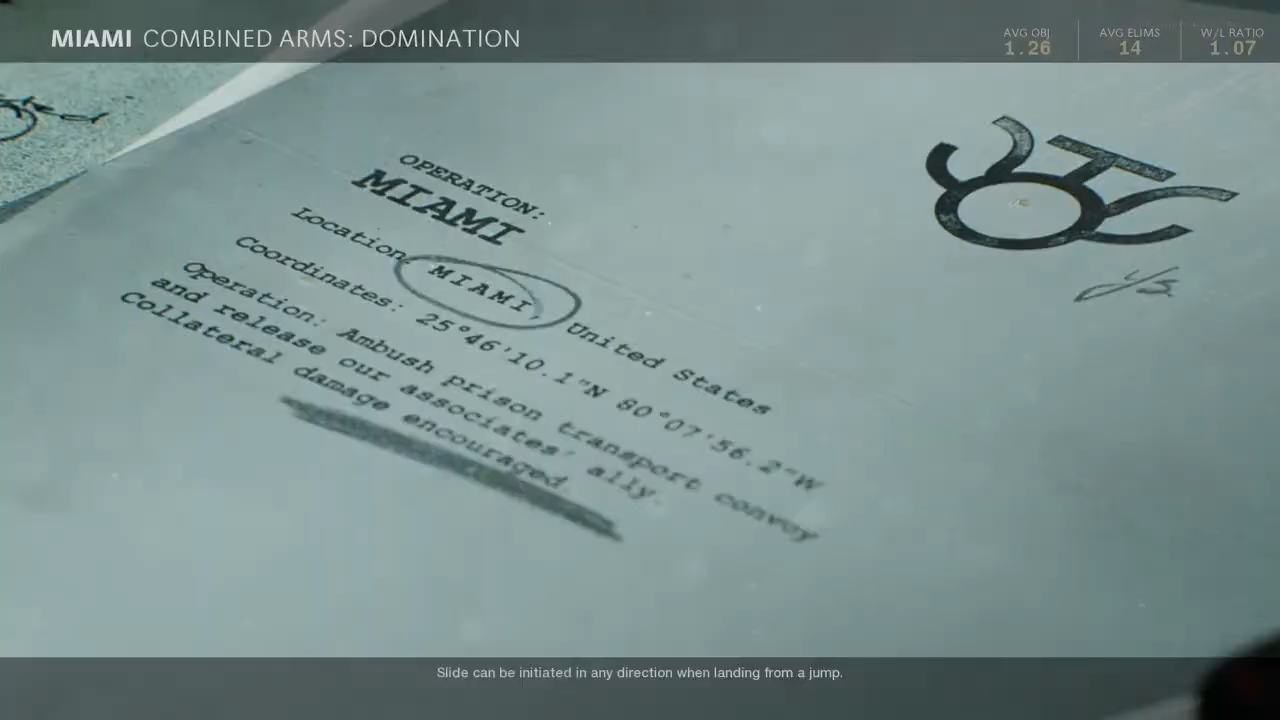 MIAMI COMBINED ARMS: DOMINATION
AVG OBJ
1.26
AVG ELIMS
14
W/L RATIO
1.07
OPERATION:
MIAMI
Location: MIAMI, United States
Coordinates: 25°46'10.1"N 80°07'56.2"W
Operation: Ambush prison transport convoy
and release our associates' ally.
Collateral damage encouraged.
Slide can be initiated in any direction when landing from a jump.